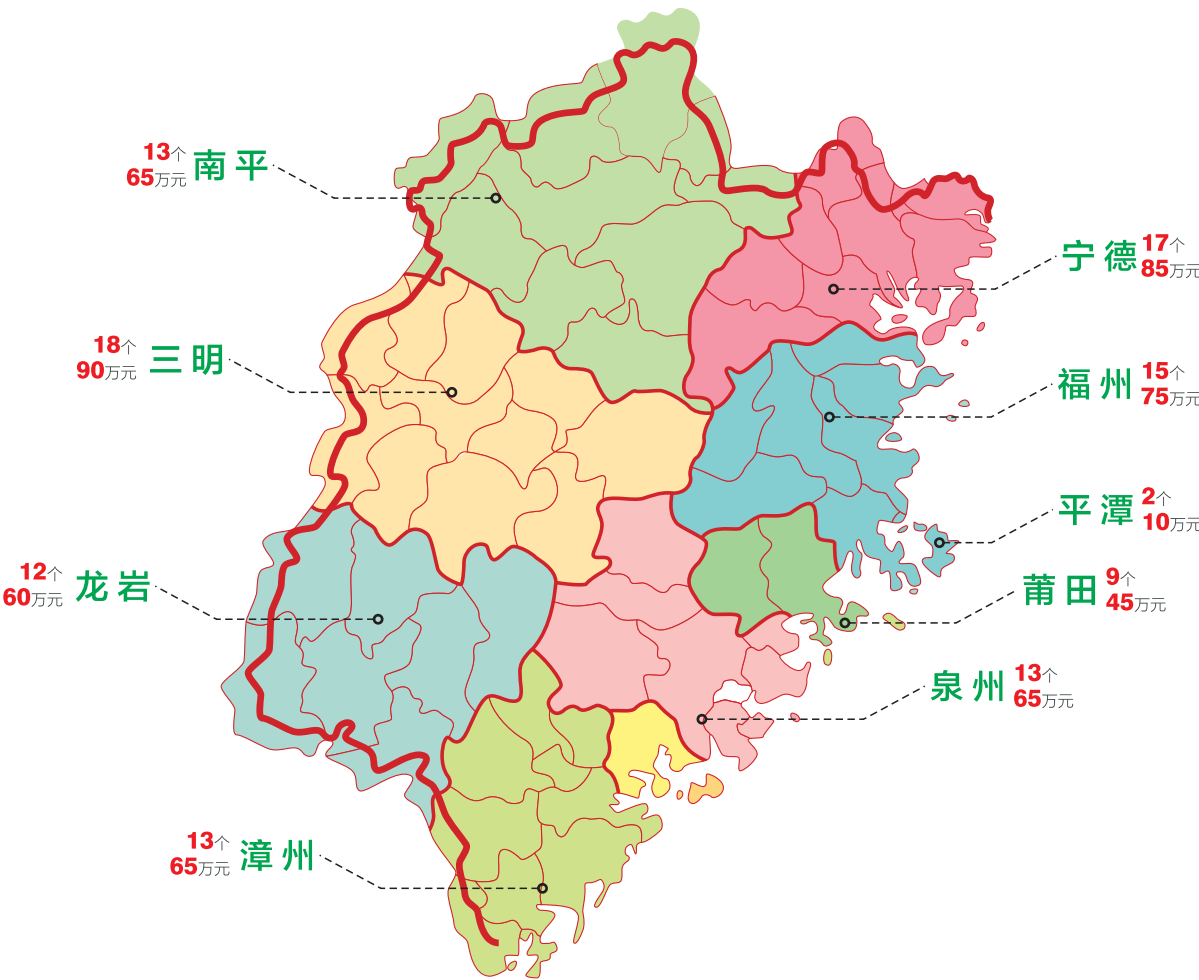 13个
65万元
南平
宁德
17个
85万元
18个
90万元
三明
福州
15个
75万元
平潭
2个
10万元
12个
60万元
龙岩
莆田
9个
45万元
泉州
13个
65万元
13个
65万元
漳州